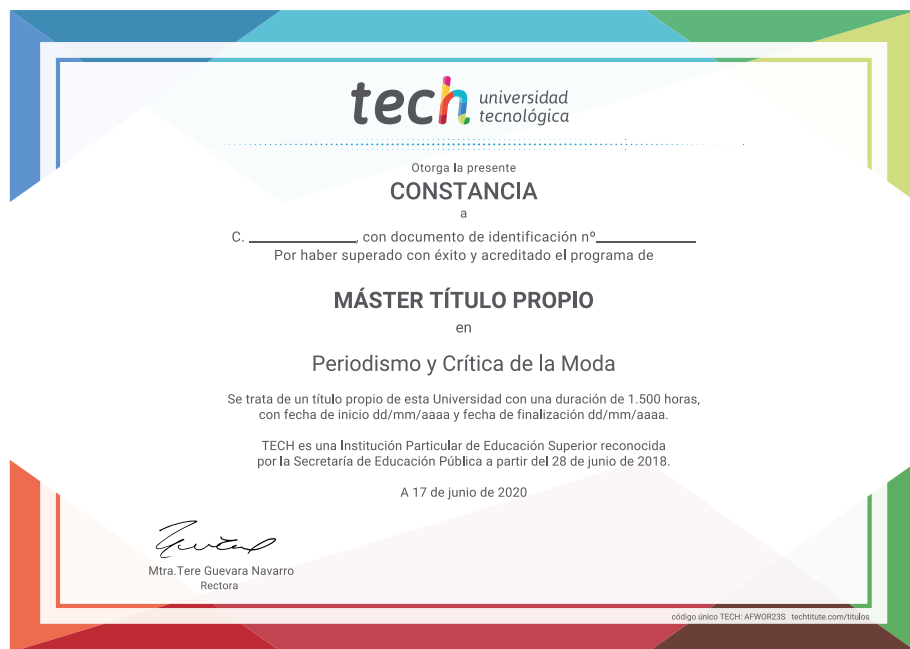 tech universidad
tecnológica
Otorga la presente
CONSTANCIA
a
C. ____________, con documento de identificación nº___________
Por haber superado con éxito y acreditado el programa de
MÁSTER TÍTULO PROPIO
en
Periodismo y Crítica de la Moda
Se trata de un título propio de esta Universidad con una duración de 1.500 horas,
con fecha de inicio dd/mm/aaaa y fecha de finalización dd/mm/aaaa.
TECH es una Institución Particular de Educación Superior reconocida
por la Secretaría de Educación Pública a partir del 28 de junio de 2018.
A 17 de junio de 2020
Mtra.Tere Guevara Navarro
Rectora
código único TECH: AFWOR23S techtitute.com/titulos